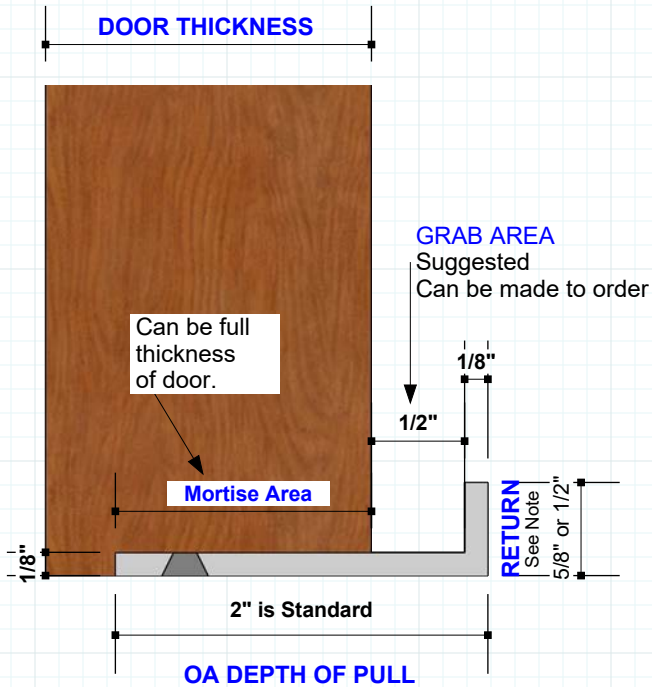 DOOR THICKNESS
GRAB AREA
Suggested
Can be made to order
Can be full
thickness
of door.
1/8"
1/2"
Mortise Area
RETURN
See Note
5/8" or 1/2"
1/8"
2" is Standard
OA DEPTH OF PULL